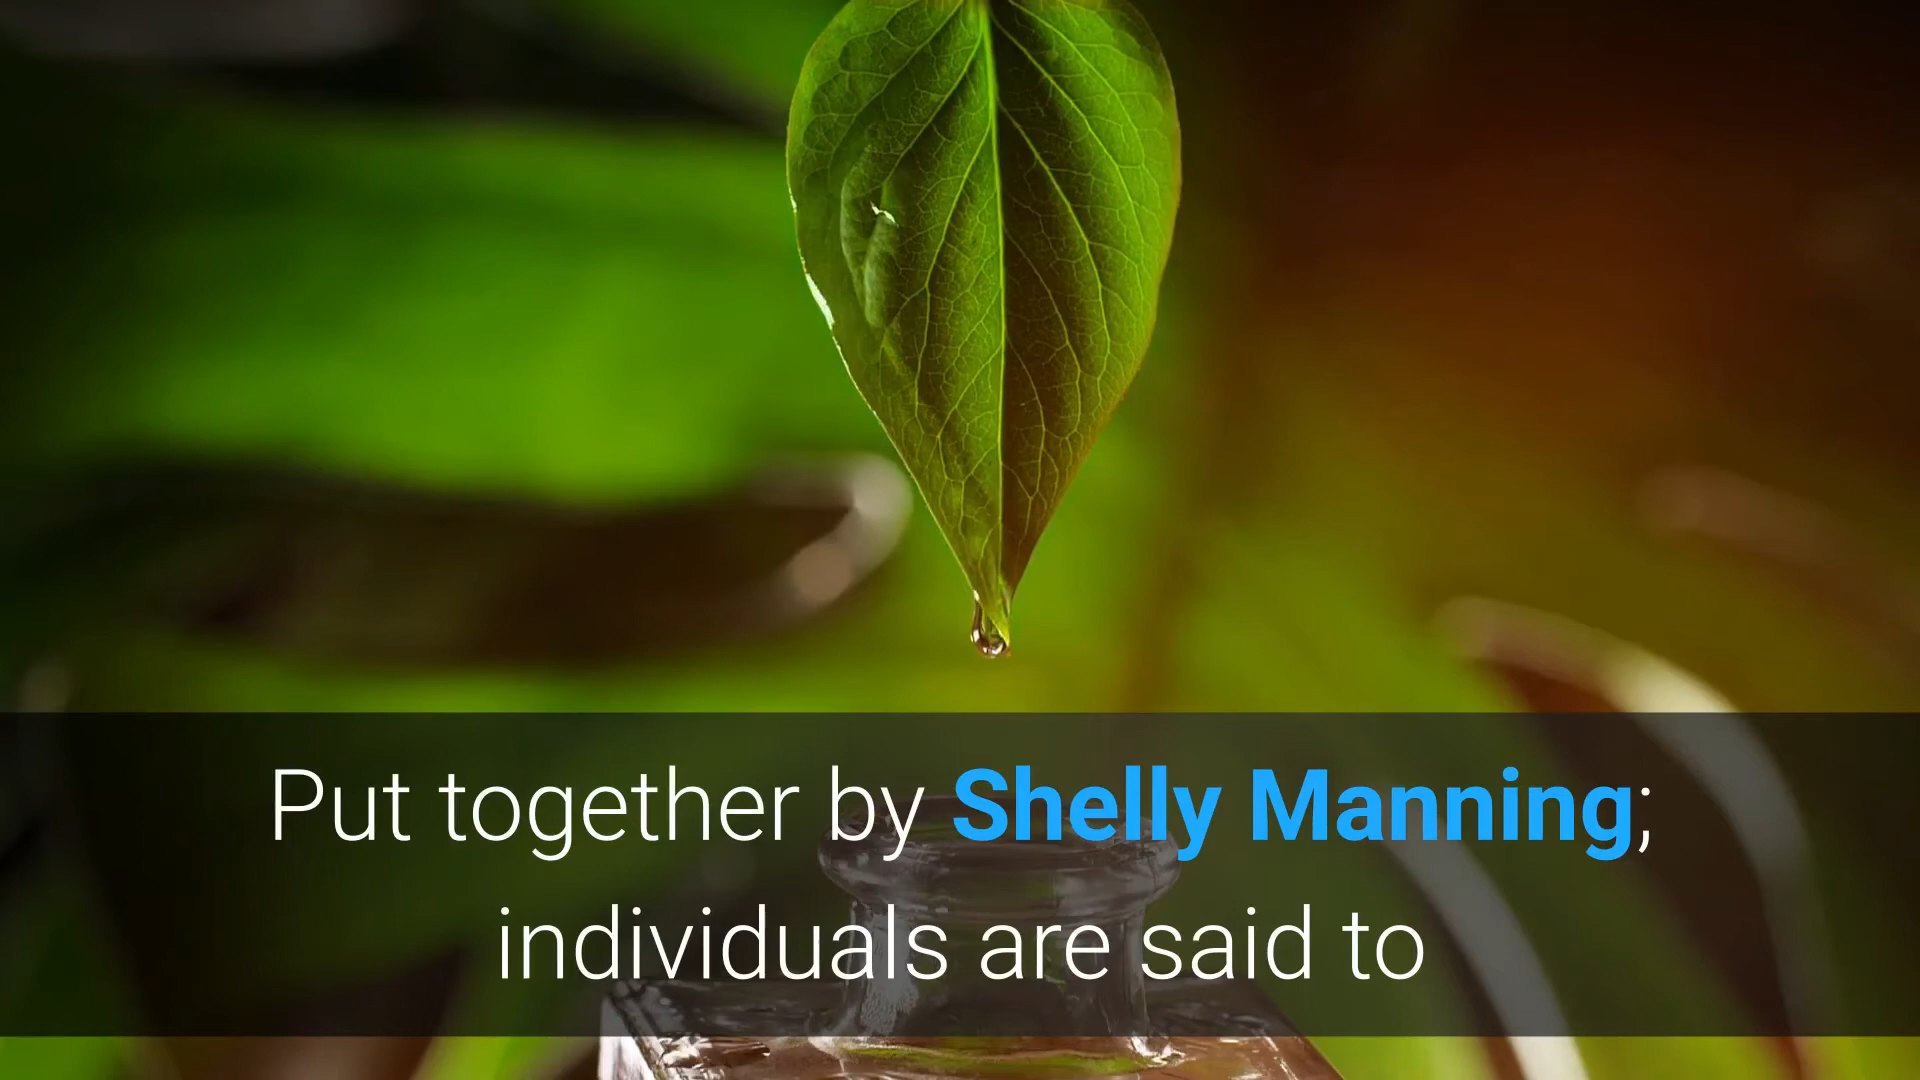 Put together by Shelly Manning;
individuals are said to